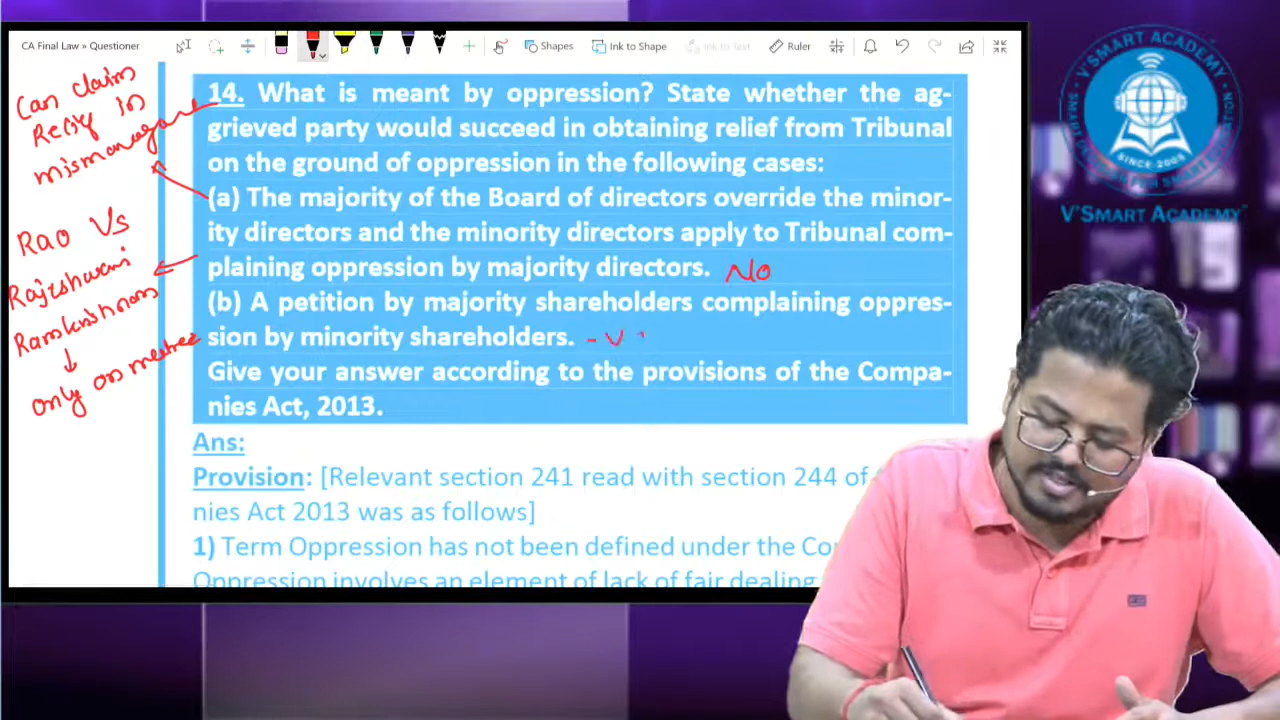 CA Final Law » Questioner
Shapes
Ink to Shape
Ink to Text
Ruler
Can claim
in
14. What is meant by oppression? State whether the ag-
grieved party would succeed in obtaining relief from Tribunal
on the ground of oppression in the following cases:
(a) The majority of the Board of directors override the minor-
ity directors and the minority directors apply to Tribunal com-
plaining oppression by majority directors. No
(b) A petition by majority shareholders complaining oppres-
sion by minority shareholders.
Give your answer according to the provisions of the Compa-
nies Act, 2013.
Rao Vs
Rajeshwari
Ramkrishnan
only on
Ans:
Provision: [Relevant section 241 read with section 244 of
nies Act 2013 was as follows]
1) Term Oppression has not been defined under the Co
Oppression involves an element of lack of fair dealing
V'SMART ACADEMY
SINCE 2008
V'SMART ACADEMY